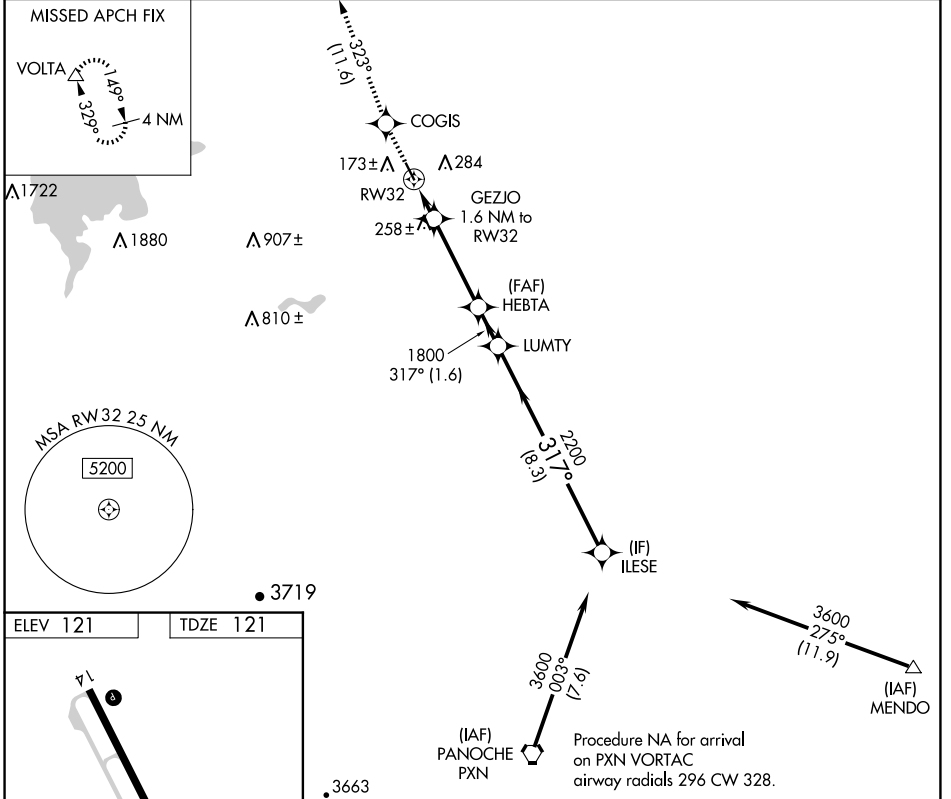 MISSED APCH FIX
VOLTA
149°
329°
4 NM
323°
(11.6)
COGIS
173±
284
RW32
GEZJO
1.6 NM to
RW32
258±
1722
1880
907±
810±
(FAF)
HEBTA
LUMTY
1800
317° (1.6)
2200
317°
(8.3)
MSA RW32 25 NM
5200
(IF)
ILESE
3719
ELEV 121
TDZE 121
14
P
3600
003°
(7.6)
3600
275°
(11.9)
(IAF)
MENDO
(IAF)
PANOCHE
PXN
Procedure NA for arrival
on PXN VORTAC
airway radials 296 CW 328.
3663